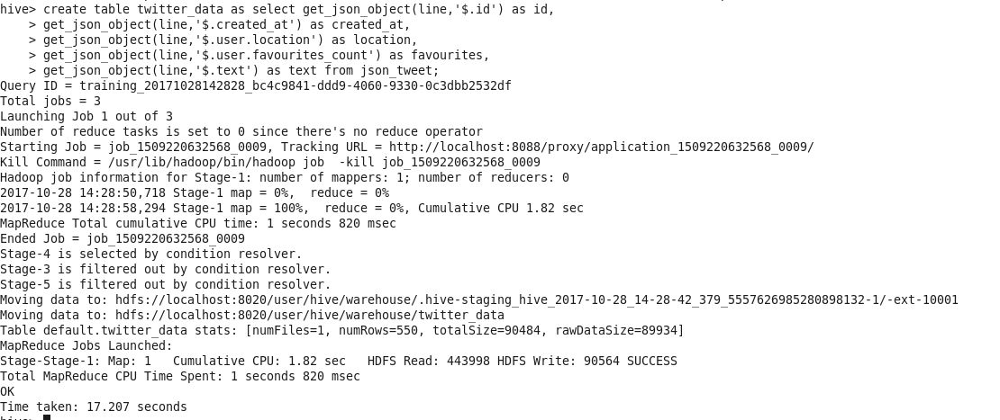 hive> create table twitter_data as select get_json_object(line,'$.id') as id,
    > get_json_object(line,'$.created_at') as created_at,
    > get_json_object(line,'$.user.location') as location,
    > get_json_object(line,'$.user.favourites_count') as favourites,
    > get_json_object(line,'$.text') as text from json_tweet;
Query ID = training_20171028142828_bc4c9841-ddd9-4060-9330-0c3dbb2532df
Total jobs = 3
Launching Job 1 out of 3
Number of reduce tasks is set to 0 since there's no reduce operator
Starting Job = job_1509220632568_0009, Tracking URL = http://localhost:8088/proxy/application_1509220632568_0009/
Kill Command = /usr/lib/hadoop/bin/hadoop job  -kill job_1509220632568_0009
Hadoop job information for Stage-1: number of mappers: 1; number of reducers: 0
2017-10-28 14:28:50,718 Stage-1 map = 0%,  reduce = 0%
2017-10-28 14:28:58,294 Stage-1 map = 100%,  reduce = 0%, Cumulative CPU 1.82 sec
MapReduce Total cumulative CPU time: 1 seconds 820 msec
Ended Job = job_1509220632568_0009
Stage-4 is selected by condition resolver.
Stage-3 is filtered out by condition resolver.
Stage-5 is filtered out by condition resolver.
Moving data to: hdfs://localhost:8020/user/hive/warehouse/.hive-staging_hive_2017-10-28_14-28-42_379_5557626985280898132-1/-ext-10001
Moving data to: hdfs://localhost:8020/user/hive/warehouse/twitter_data
Table default.twitter_data stats: [numFiles=1, numRows=550, totalSize=90484, rawDataSize=89934]
MapReduce Jobs Launched:
Stage-Stage-1: Map: 1   Cumulative CPU: 1.82 sec   HDFS Read: 443998 HDFS Write: 90564 SUCCESS
Total MapReduce CPU Time Spent: 1 seconds 820 msec
OK
Time taken: 17.207 seconds
hive>